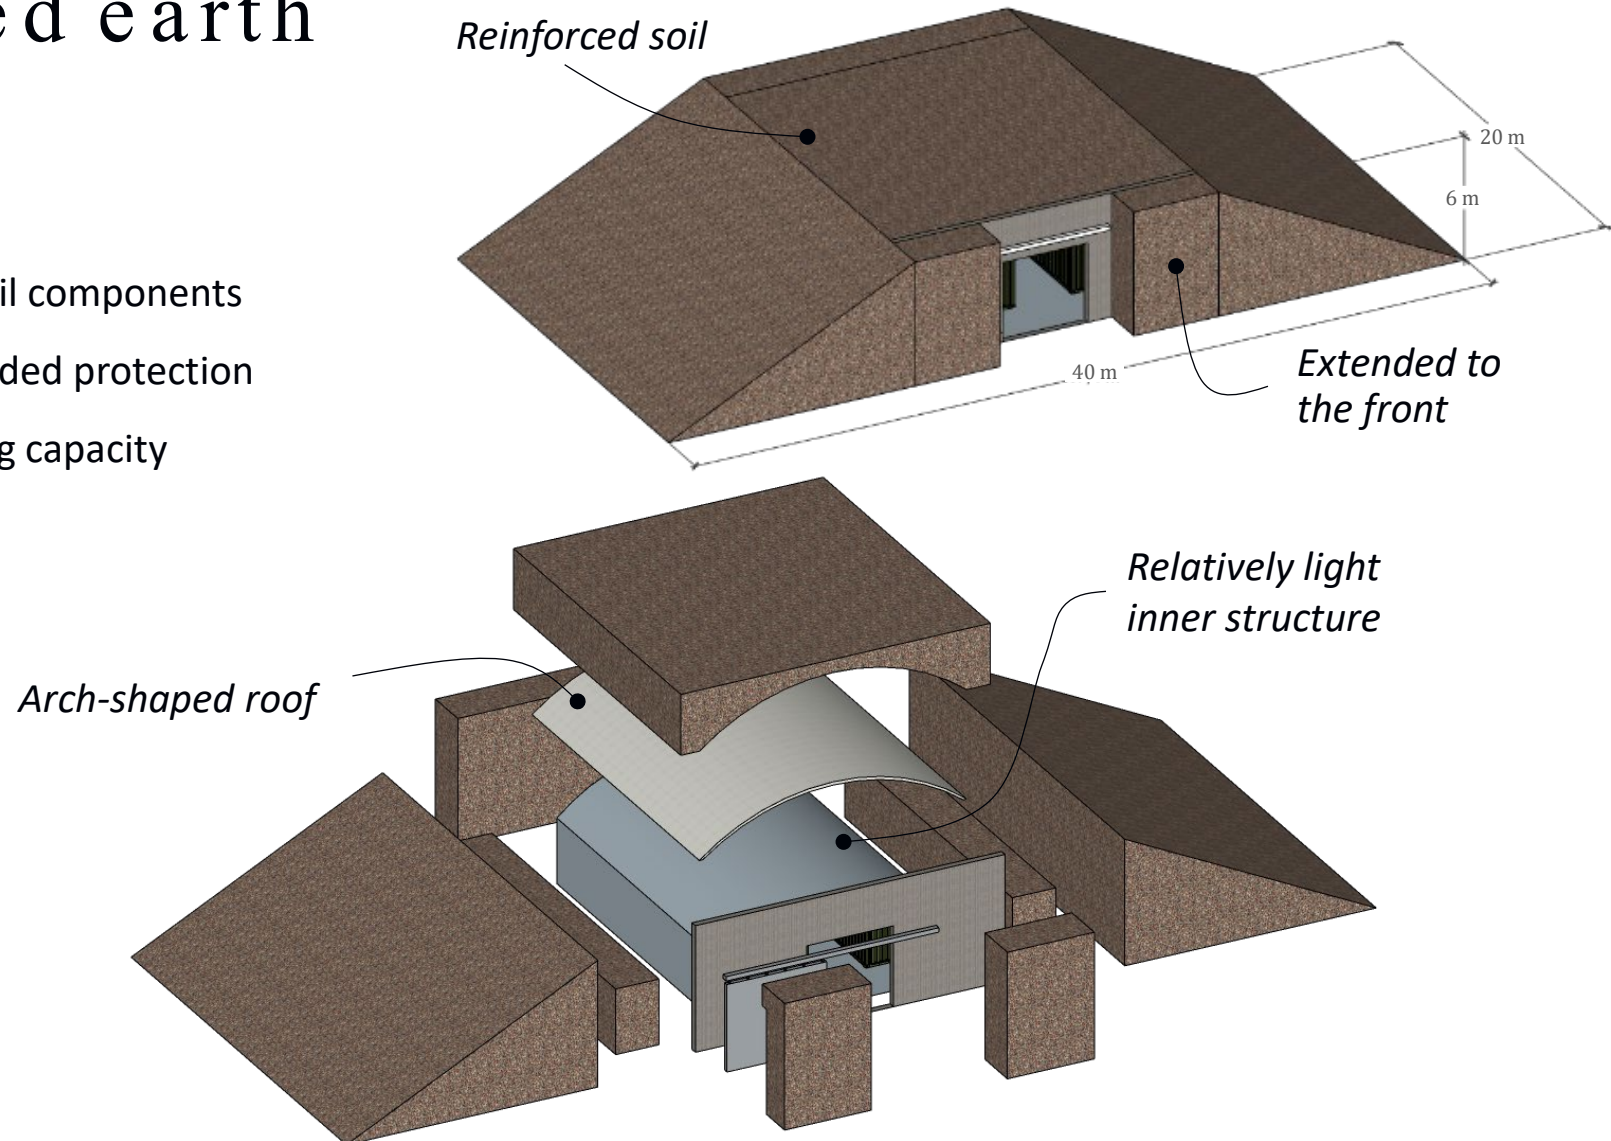 ed earth
Reinforced soil
20 m
6 m
il components
ded protection
g capacity
40 m
Extended to
the front
Relatively light
inner structure
Arch-shaped roof